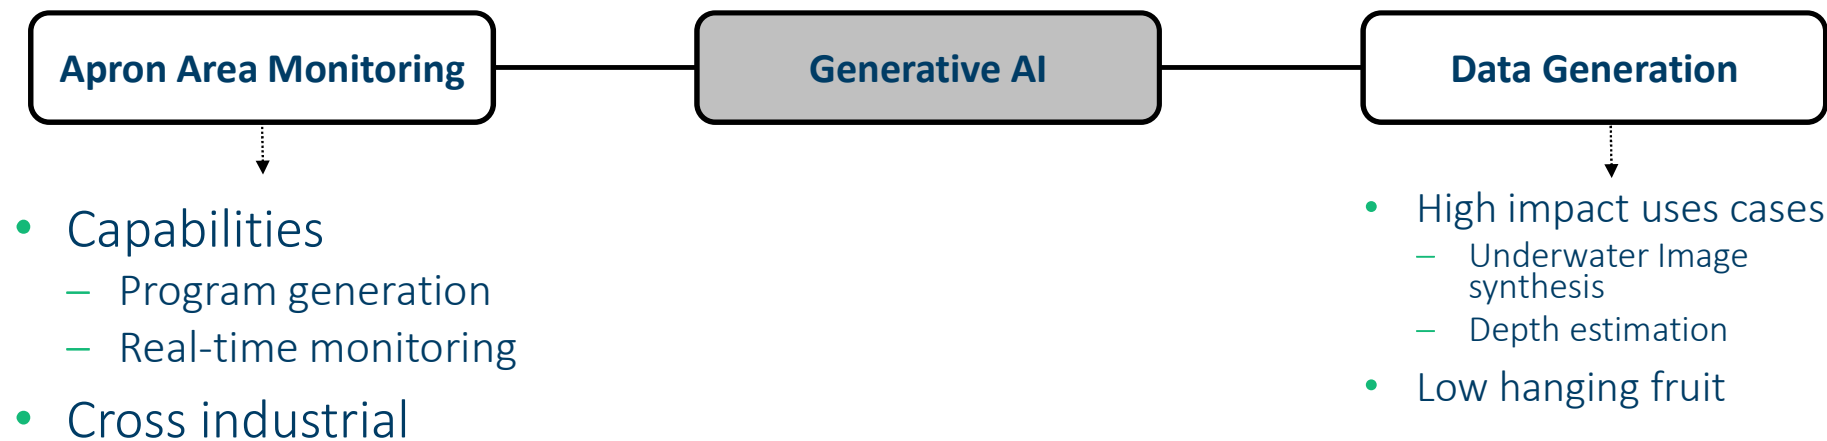 Apron Area Monitoring
Generative AI
Data Generation
• Capabilities
– Program generation
– Real-time monitoring
• Cross industrial
• High impact uses cases
– Underwater Image
synthesis
– Depth estimation
• Low hanging fruit